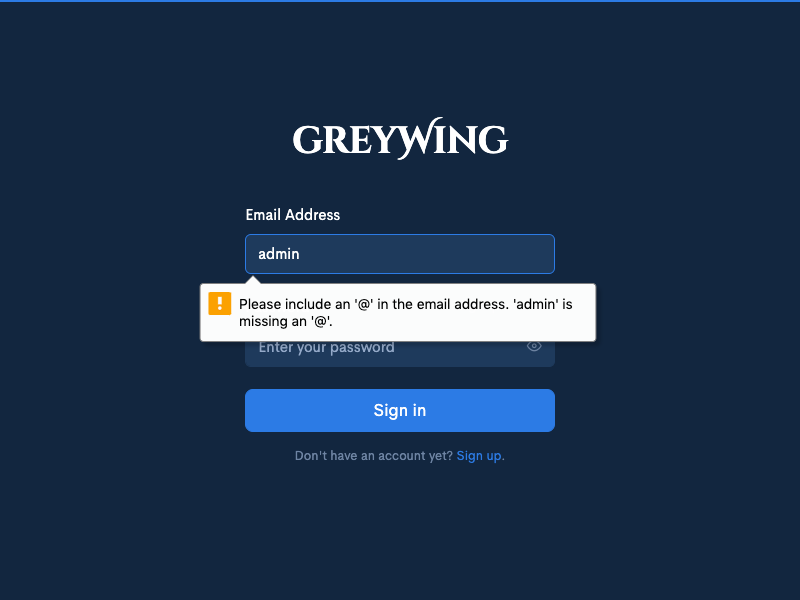 GREYWING
Email Address
admin
Please include an '@' in the email address. 'admin' is
missing an '@'.
Enter your password
Sign in
Don't have an account yet? Sign up.